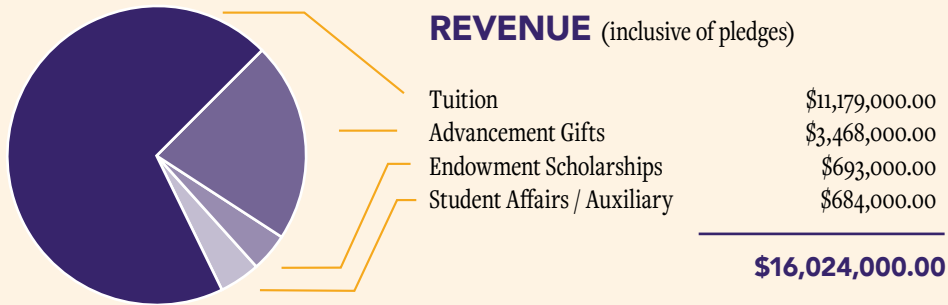 REVENUE (inclusive of pledges)
Tuition $11,179,000.00
Advancement Gifts $3,468,000.00
Endowment Scholarships $693,000.00
Student Affairs / Auxiliary $684,000.00
$16,024,000.00